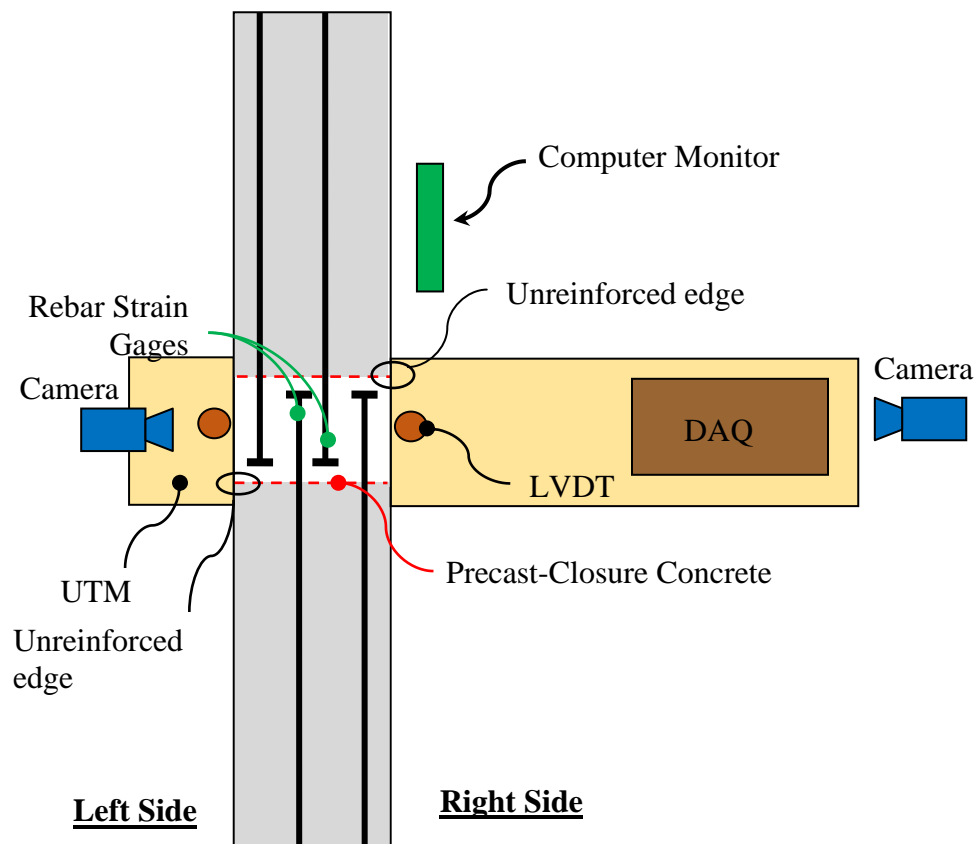 Computer Monitor
Unreinforced edge
Rebar Strain
Gages
Camera
Camera
DAQ
LVDT
Precast-Closure Concrete
UTM
Unreinforced
edge
Left Side
Right Side